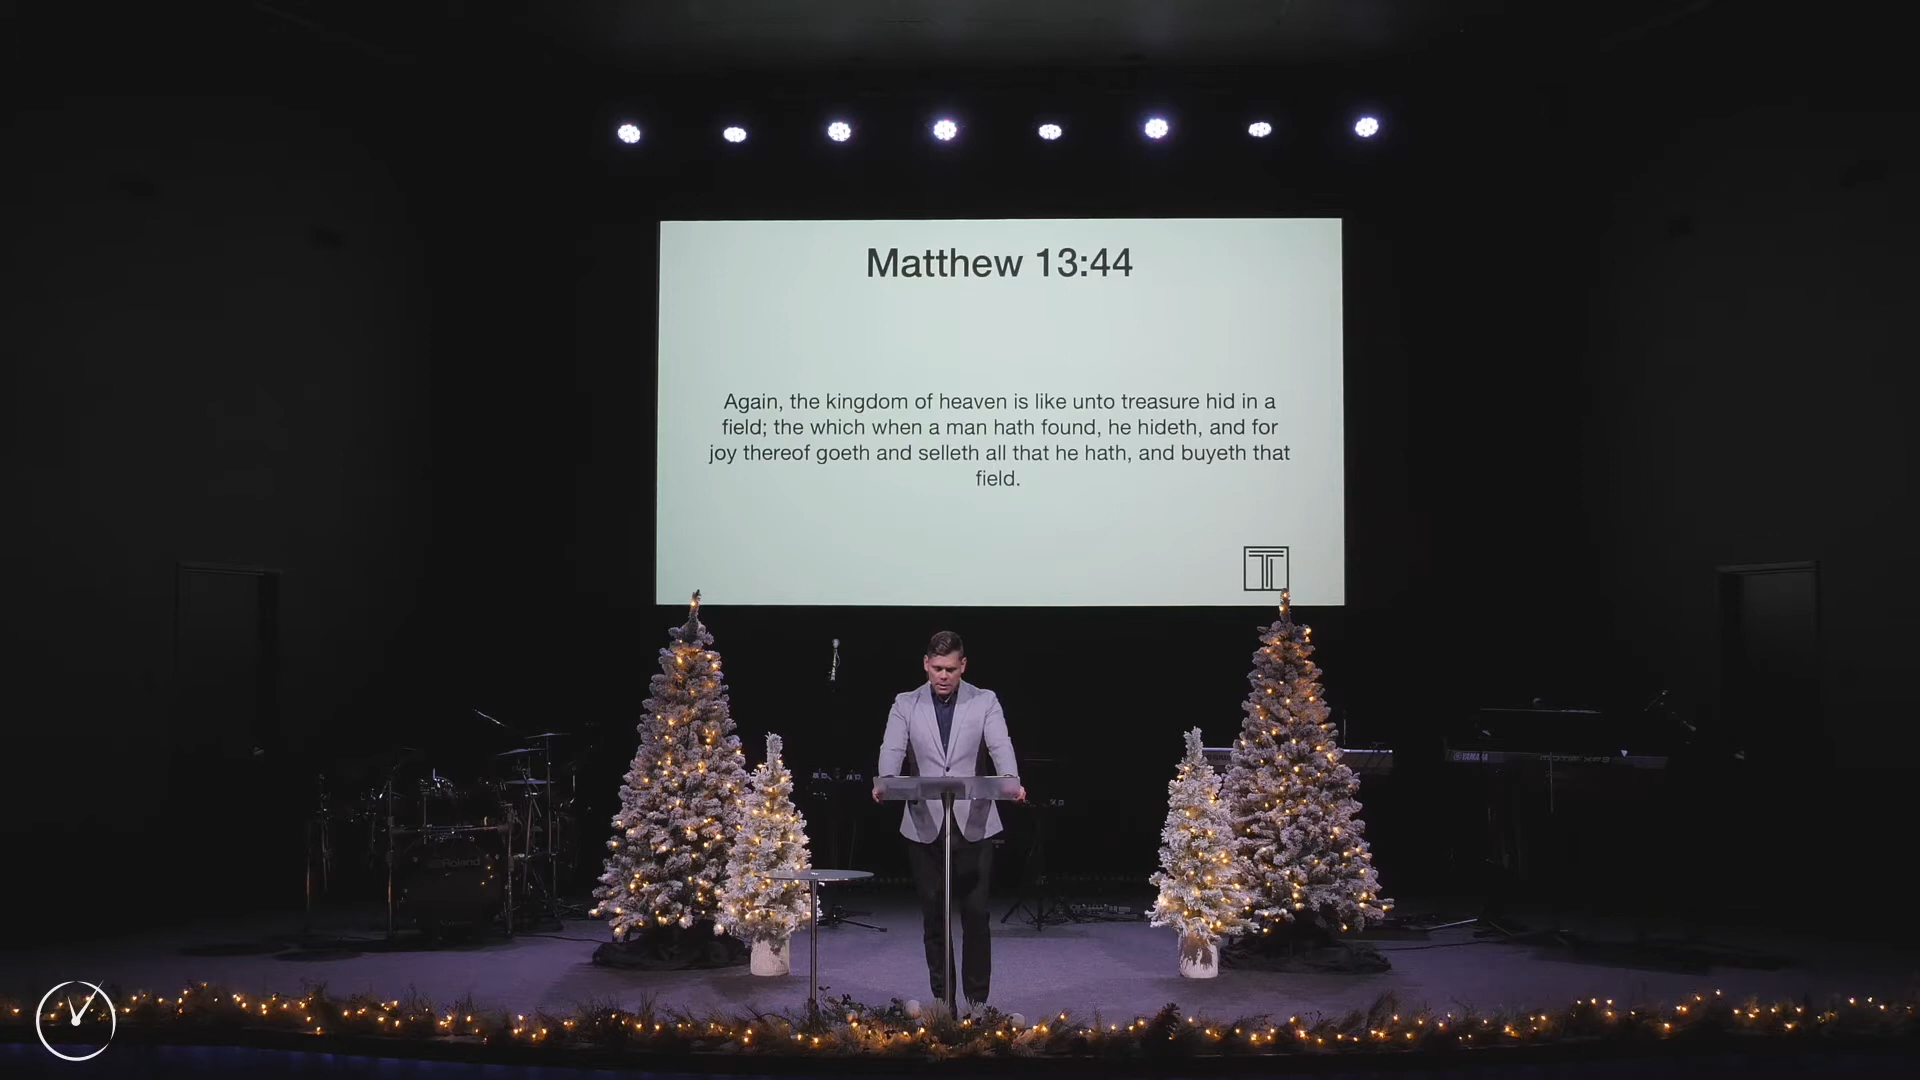 Matthew 13:44
Again, the kingdom of heaven is like unto treasure hid in a
field; the which when a man hath found, he hideth, and for
joy thereof goeth and selleth all that he hath, and buyeth that
field.
Roland
YAMAHA